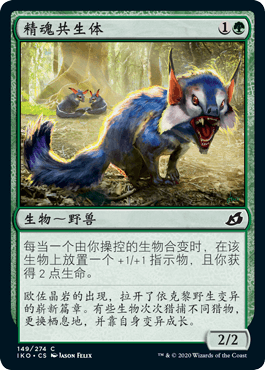 精魂共生体 1
生物～野兽
每当一个由你操控的生物合变时，在该
生物上放置一个 +1/+1 指示物，且你获
得 2 点生命。
欧佐晶岩的出现，拉开了依克黎野生变异
的崭新篇章。有些生物次次猎捕不同猎物，
更换栖息地，并靠自身变异成长。
2/2
149/274 C
IKO • CS JASON FELIX
™ & © 2020 Wizards of the Coast